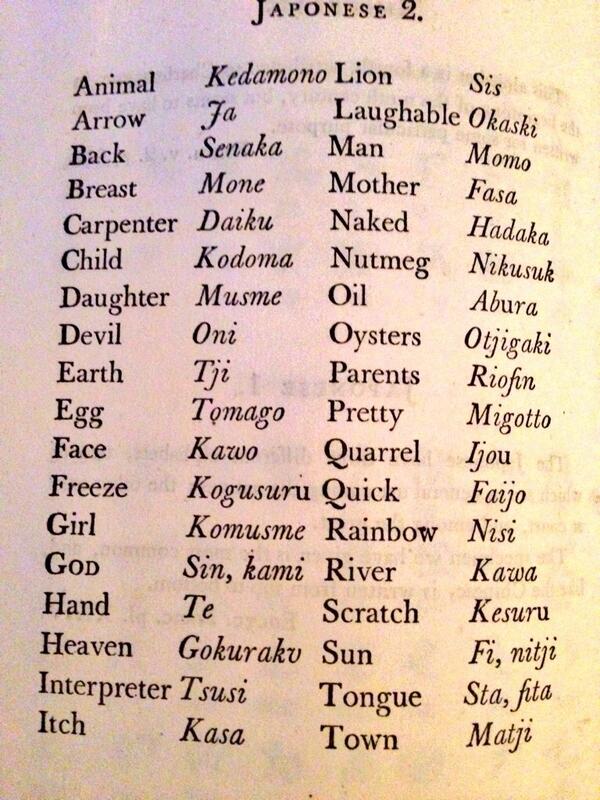 JAPONESE 2.
Animal Kedamono
Arrow Ja
Back Senaka
Breast Mone
Carpenter Daiku
Child Kodoma
Daughter Musme
Devil Oni
Earth Tji
Egg Tomago
Face Kawo
Freeze Kogusuru
Girl Komusme
GOD Sin, kami
Hand Te
Heaven Gokurakv
Interpreter Tsusi
Itch Kasa
Lion Sis
Laughable Okaski
Man Momo
Mother Fasa
Naked Hadaka
Nutmeg Nikusuk
Oil Abura
Oysters Otjigaki
Parents Riofin
Pretty Migotto
Quarrel Ijou
Quick Faijo
Rainbow Nisi
River Kawa
Scratch Kesuru
Sun Fi, nitji
Tongue Sta, fita
Town Matji